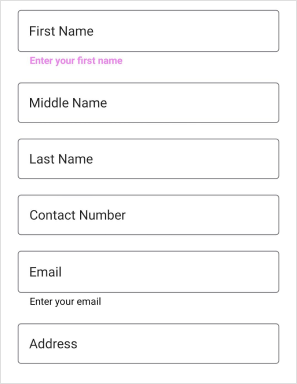 First Name
Enter your first name
Middle Name
Last Name
Contact Number
Email
Enter your email
Address